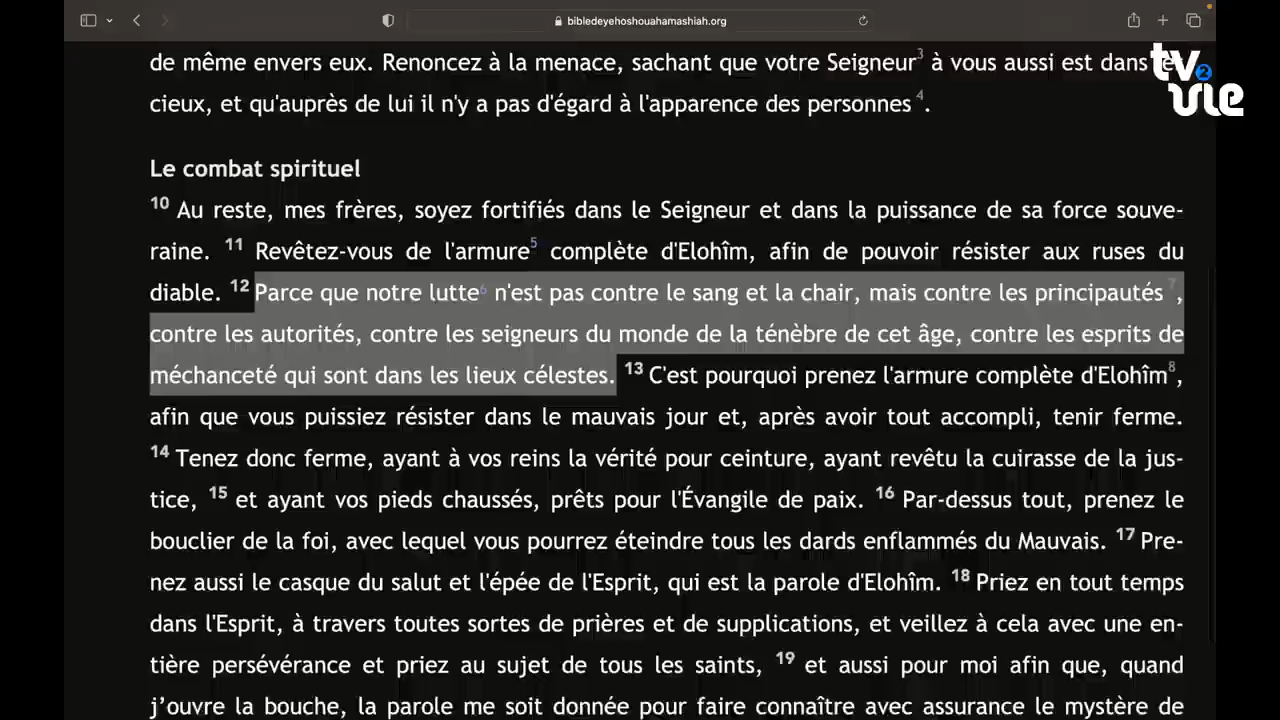 bibledeyehoshouahamashiah.org
tv2
vie
de même envers eux. Renoncez à la menace, sachant que votre Seigneur3 à vous aussi est dans
cieux, et qu'auprès de lui il n'y a pas d'égard à l'apparence des personnes 4.
Le combat spirituel
10 Au reste, mes frères, soyez fortifiés dans le Seigneur et dans la puissance de sa force souve-
raine. 11 Revêtez-vous de l'armure5 complète d'Elohîm, afin de pouvoir résister aux ruses du
diable. 12 Parce que notre lutte6 n'est pas contre le sang et la chair, mais contre les principautés 7,
contre les autorités, contre les seigneurs du monde de la ténèbre de cet âge, contre les esprits de
méchanceté qui sont dans les lieux célestes. 13 C'est pourquoi prenez l'armure complète d'Elohîm8,
afin que vous puissiez résister dans le mauvais jour et, après avoir tout accompli, tenir ferme.
14 Tenez donc ferme, ayant à vos reins la vérité pour ceinture, ayant revêtu la cuirasse de la jus-
tice, 15 et ayant vos pieds chaussés, prêts pour l'Évangile de paix. 16 Par-dessus tout, prenez le
bouclier de la foi, avec lequel vous pourrez éteindre tous les dards enflammés du Mauvais. 17 Pre-
nez aussi le casque du salut et l'épée de l'Esprit, qui est la parole d'Elohîm. 18 Priez en tout temps
dans l'Esprit, à travers toutes sortes de prières et de supplications, et veillez à cela avec une en-
tière persévérance et priez au sujet de tous les saints, 19 et aussi pour moi afin que, quand
j’ouvre la bouche, la parole me soit donnée pour faire connaître avec assurance le mystère de